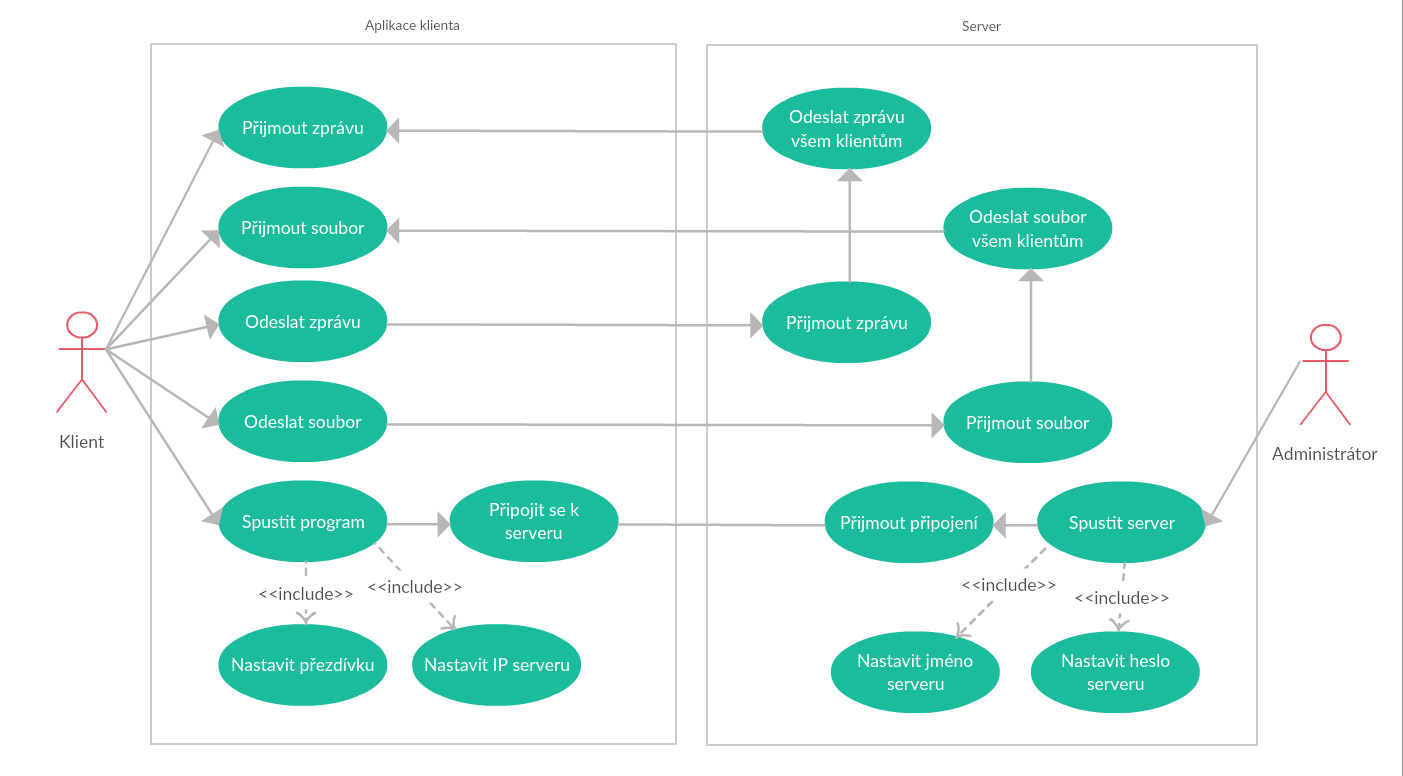 Aplikace klienta
Server
Přijmout zprávu
Odeslat zprávu
všem klientům
Přijmout soubor
Odeslat soubor
všem klientům
Odeslat zprávu
Přijmout zprávu
Odeslat soubor
Přijmout soubor
Klient
Administrátor
Spustit program
Připojit se k
serveru
Přijmout připojení
Spustit server
<<include>>
<<include>>
<<include>>
<<include>>
Nastavit přezdívku
Nastavit IP serveru
Nastavit jméno
serveru
Nastavit heslo
serveru